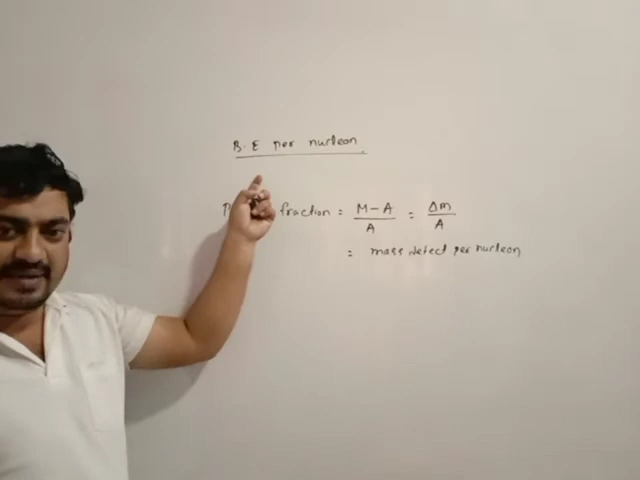 B.E per nucleon
fraction = M-A/A = Δm/A
= mass defect per nucleon